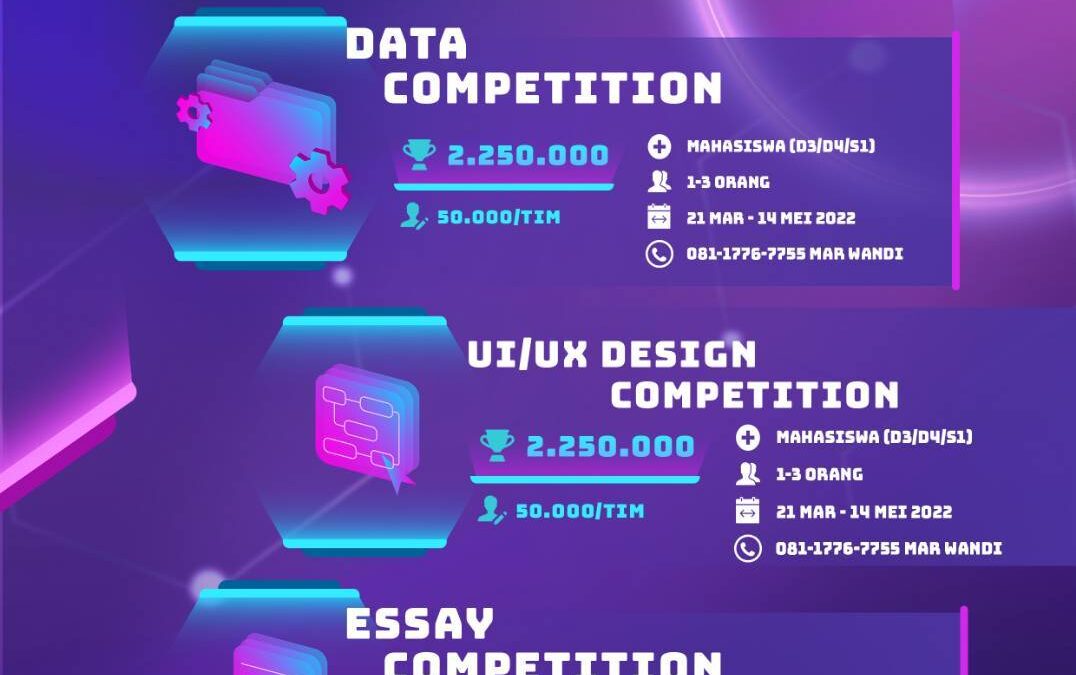 DATA
COMPETITION
2.250.000
50.000/TIM
MAHASISWA (D3/D4/S1)
1-3 ORANG
21 MAR - 14 MEI 2022
081-1776-7755 MAR WANDI
UI/UX DESIGN
COMPETITION
2.250.000
50.000/TIM
MAHASISWA (D3/D4/S1)
1-3 ORANG
21 MAR - 14 MEI 2022
081-1776-7755 MAR WANDI
ESSAY
COMPETITION